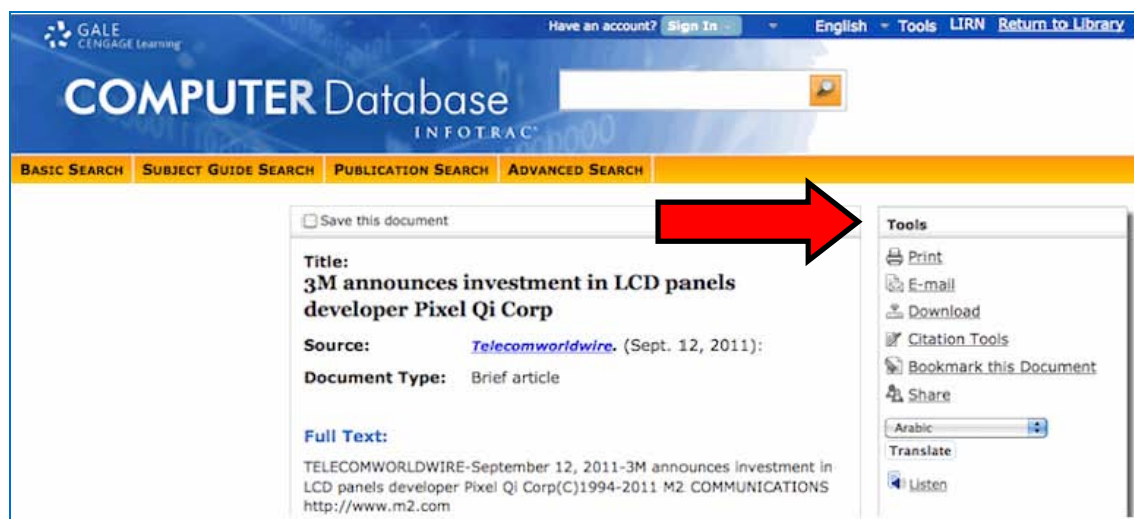 GALE
CENGAGE Learning
Have an account? Sign In English Tools LIRN Return to Library
COMPUTER Database
INFOTRAC
BASIC SEARCH SUBJECT GUIDE SEARCH PUBLICATION SEARCH ADVANCED SEARCH
Save this document
Title:
3M announces investment in LCD panels
developer Pixel Qi Corp
Source: Telecomworldwire. (Sept. 12, 2011):
Document Type: Brief article
Full Text:
TELECOMWORLDWIRE-September 12, 2011-3M announces investment in
LCD panels developer Pixel Qi Corp(C)1994-2011 M2 COMMUNICATIONS
http://www.m2.com
Tools
Print
E-mail
Download
Citation Tools
Bookmark this Document
Share
Arabic
Translate
Listen